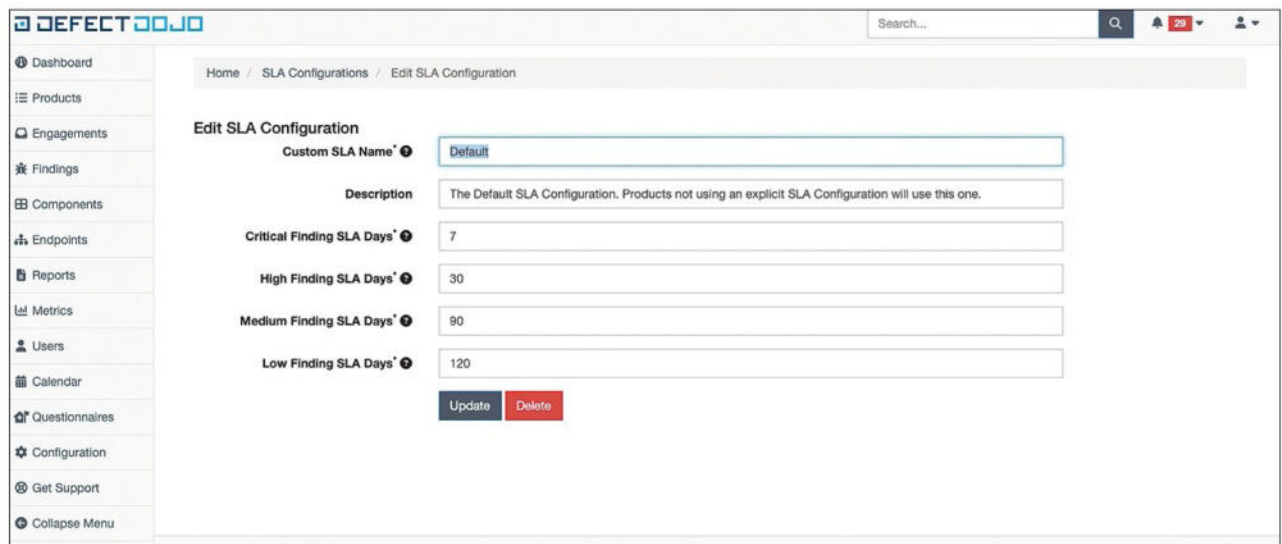 DEFECTDOJO
Search...
29
Dashboard
Products
Engagements
Findings
Components
Endpoints
Reports
Metrics
Users
Calendar
Questionnaires
Configuration
Get Support
Collapse Menu
Home / SLA Configurations / Edit SLA Configuration
Edit SLA Configuration
Custom SLA Name* Default
Description The Default SLA Configuration. Products not using an explicit SLA Configuration will use this one.
Critical Finding SLA Days* 7
High Finding SLA Days* 30
Medium Finding SLA Days* 90
Low Finding SLA Days* 120
Update Delete